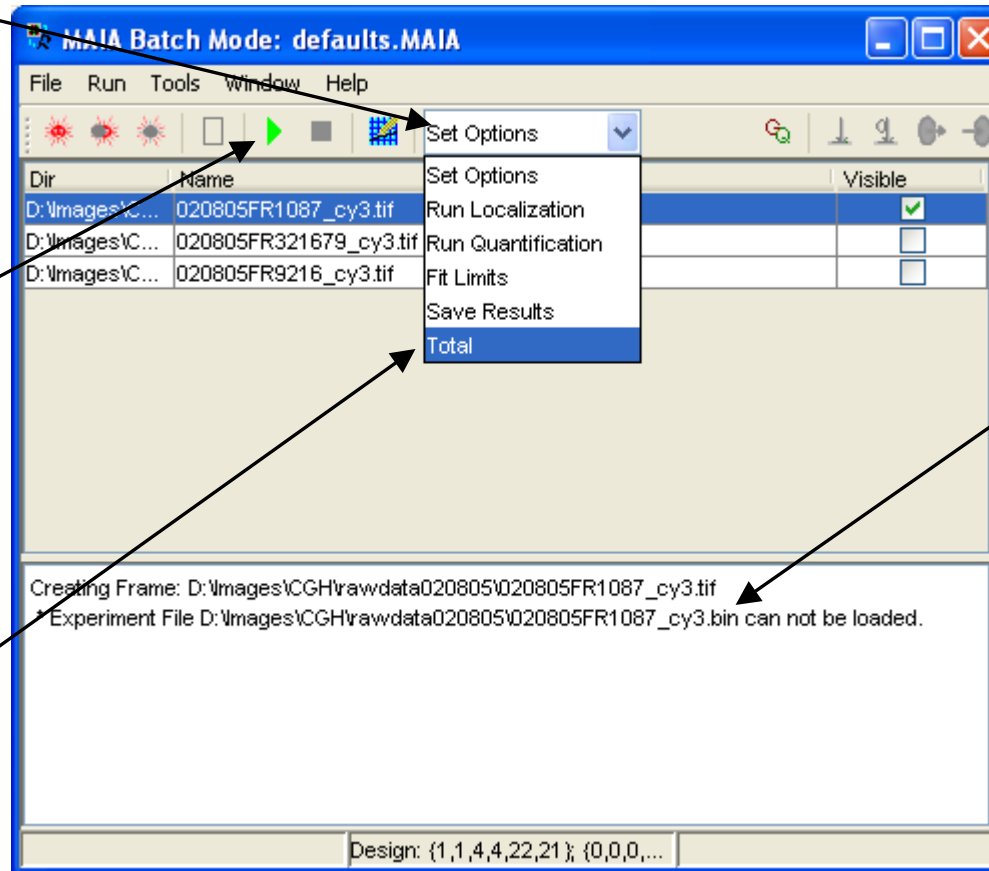 MAIA Batch Mode: defaults.MAIA
File Run Tools Window Help
Set Options
Dir Name Visible
Set Options
D:\Images\C... 020805FR1087_cy3.tif Run Localization
D:\Images\C... 020805FR321679_cy3.tif Run Quantification
D:\Images\C... 020805FR9216_cy3.tif Fit Limits
Save Results
Total
Creating Frame: D:\Images\CGH\rawdata020805\020805FR1087_cy3.tif
* Experiment File D:\Images\CGH\rawdata020805\020805FR1087_cy3.bin can not be loaded.
Design: {1,1,4,4,22,21}; {0,0,0,...